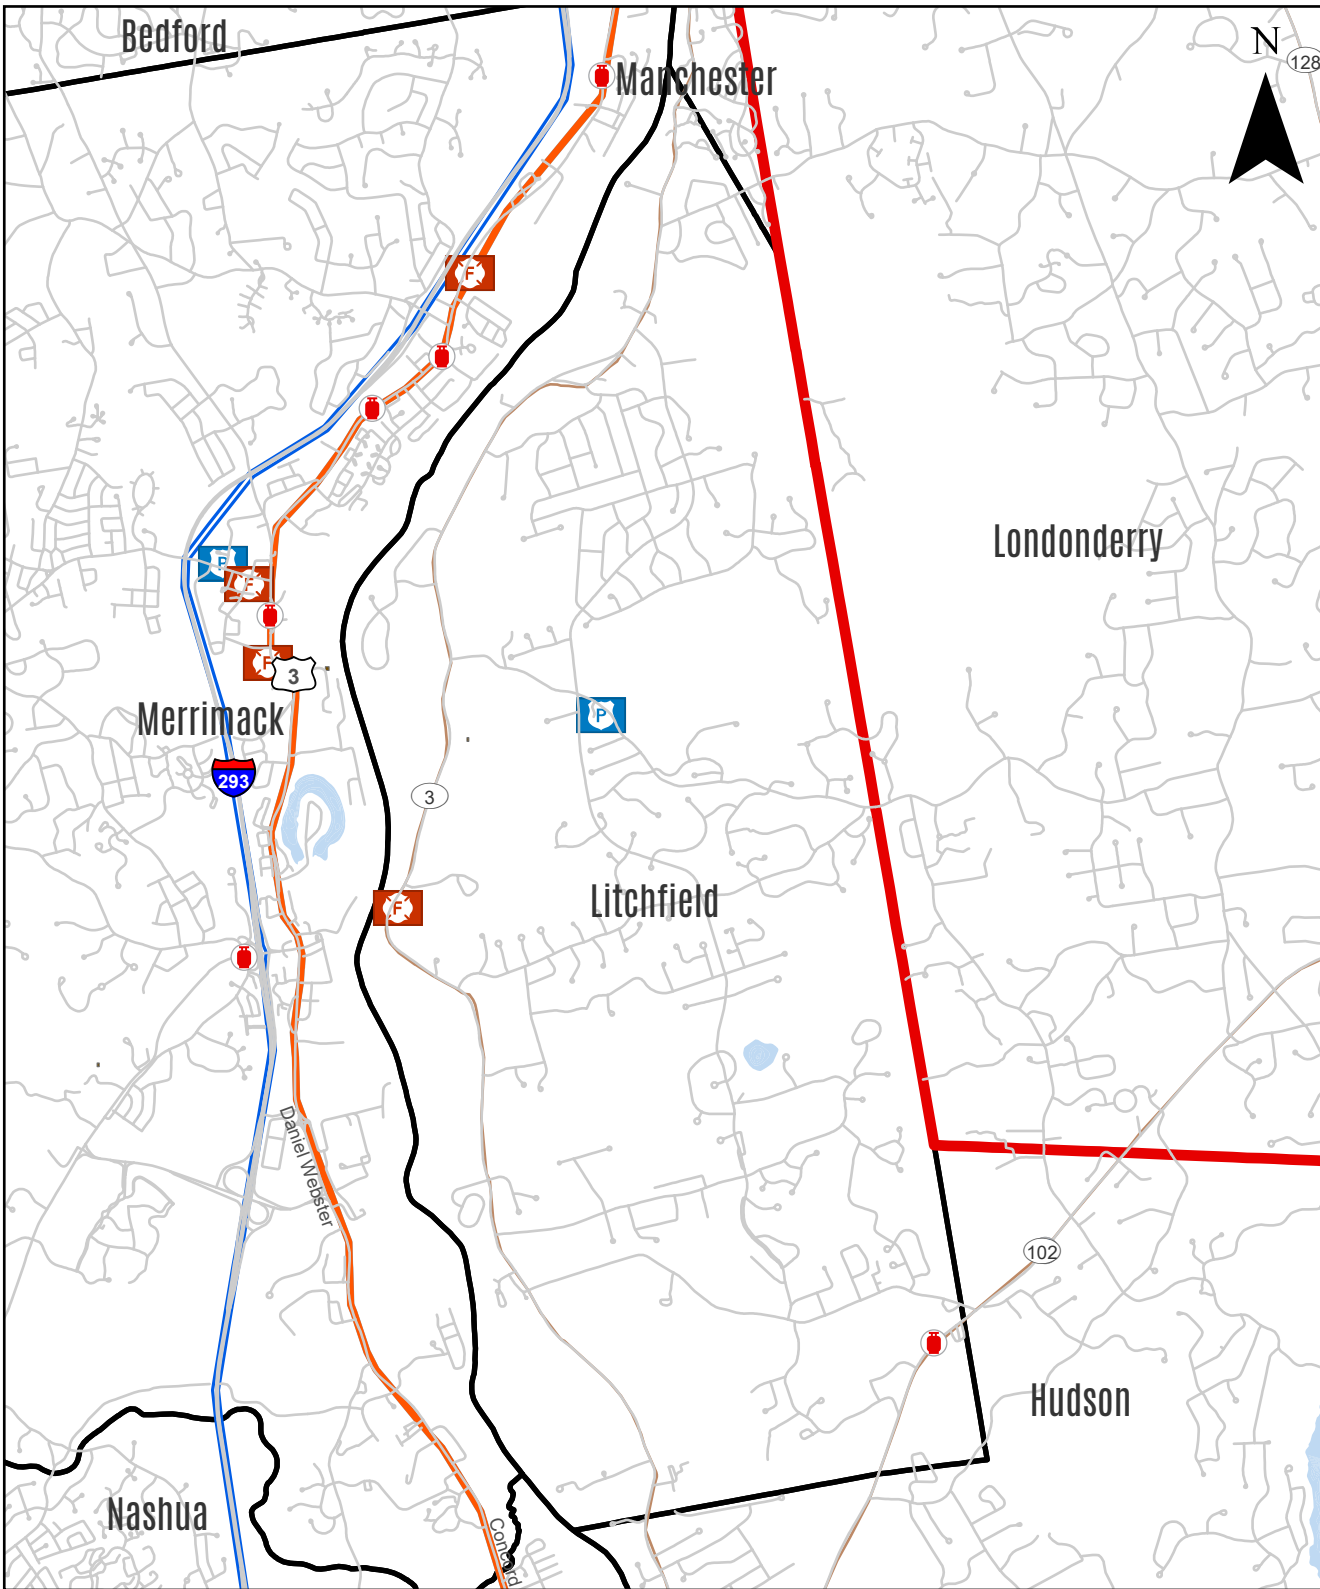 Bedford
N
128
Manchester
F
Londonderry
P
F
F
3
P
Merrimack
293
3
Litchfield
F
Daniel Webster
102
Hudson
Nashua
Concord